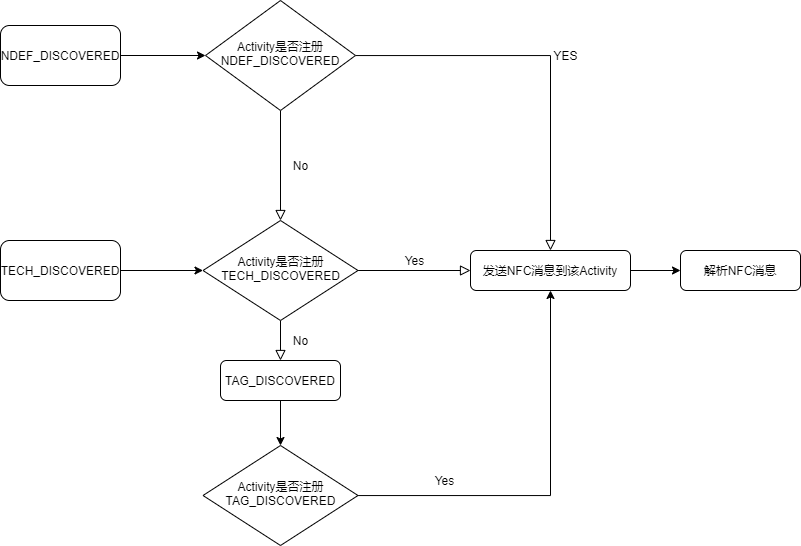 NDEF_DISCOVERED
Activity是否注册
NDEF_DISCOVERED
YES
No
TECH_DISCOVERED
Activity是否注册
TECH_DISCOVERED
Yes
发送NFC消息到该Activity
解析NFC消息
No
TAG_DISCOVERED
Activity是否注册
TAG_DISCOVERED
Yes